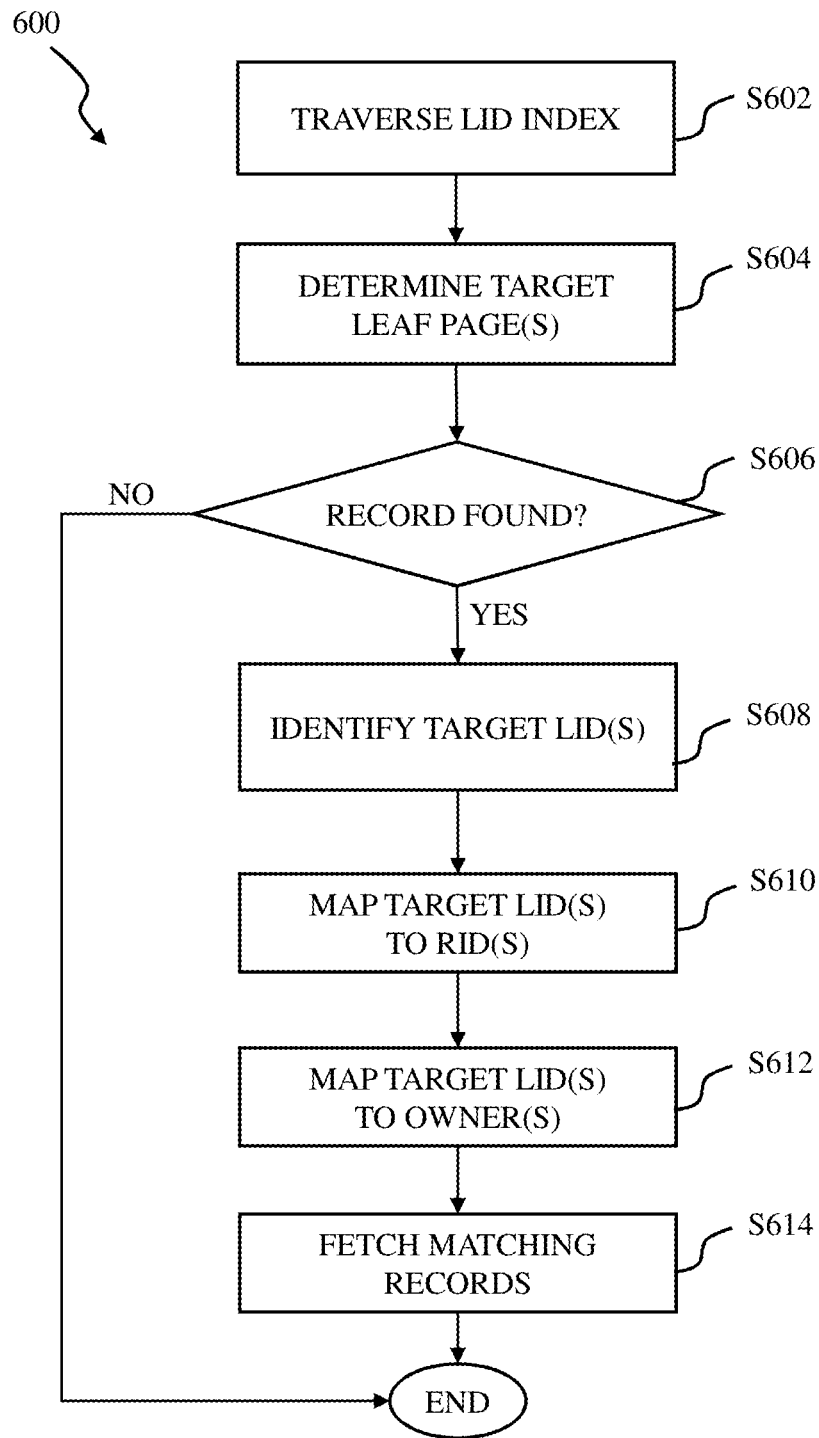 600
TRAVERSE LID INDEX
S602
DETERMINE TARGET
LEAF PAGE(S)
S604
RECORD FOUND?
S606
NO
YES
IDENTIFY TARGET LID(S)
S608
MAP TARGET LID(S)
TO RID(S)
S610
MAP TARGET LID(S)
TO OWNER(S)
S612
FETCH MATCHING
RECORDS
S614
END